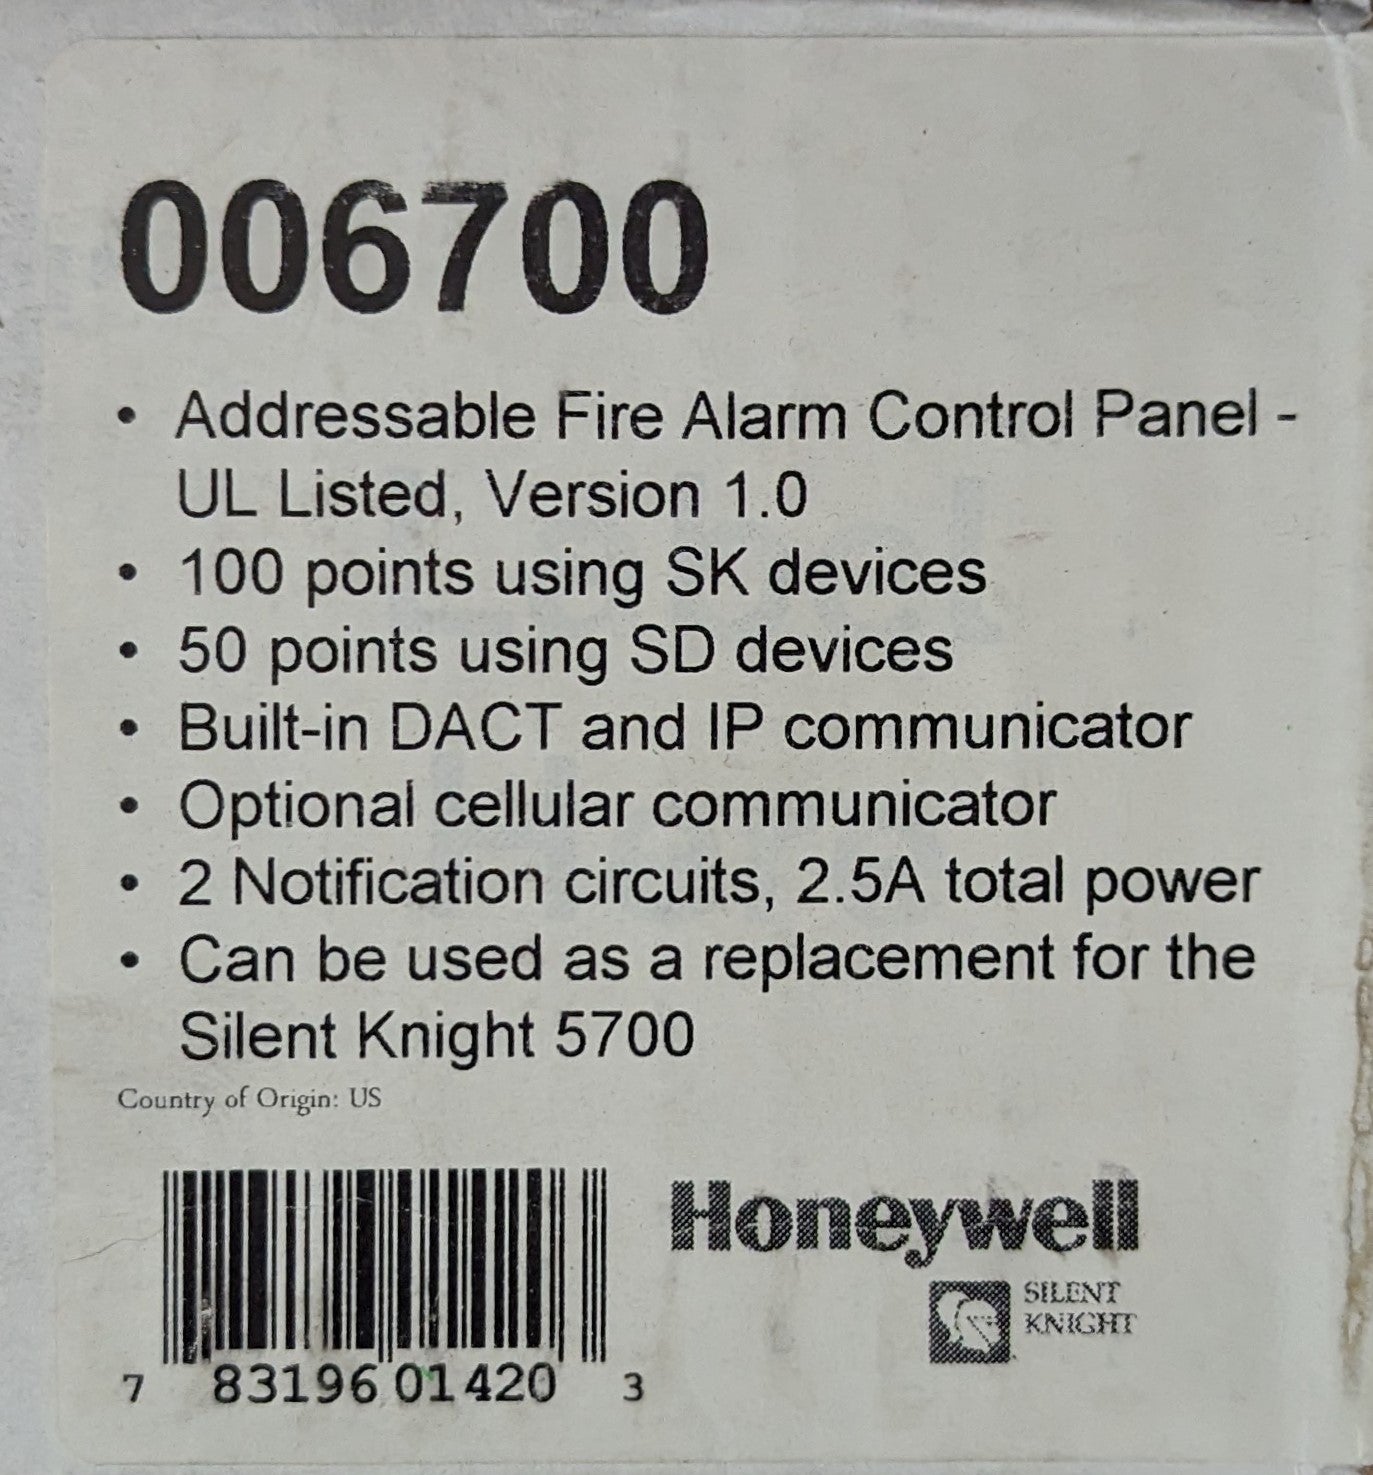 006700
• Addressable Fire Alarm Control Panel -
UL Listed, Version 1.0
• 100 points using SK devices
• 50 points using SD devices
• Built-in DACT and IP communicator
• Optional cellular communicator
• 2 Notification circuits, 2.5A total power
• Can be used as a replacement for the
Silent Knight 5700
Country of Origin: US
Honeywell
SILENT
KNIGHT
7 83196 01420 3